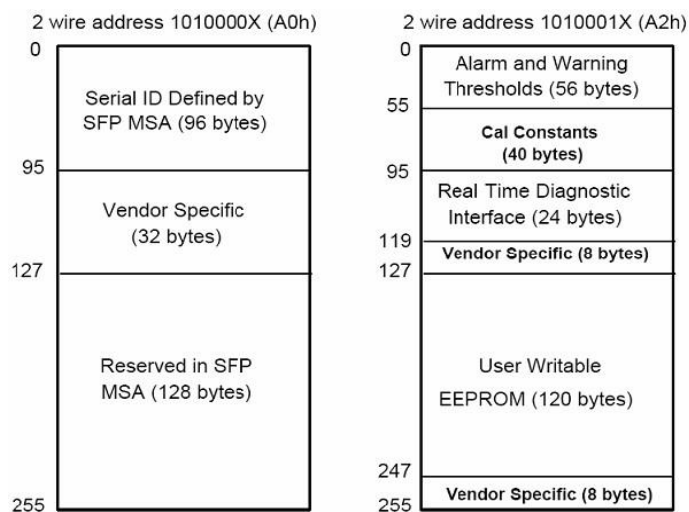 2 wire address 1010000X (A0h)
0
Serial ID Defined by
SFP MSA (96 bytes)
95
Vendor Specific
(32 bytes)
127
Reserved in SFP
MSA (128 bytes)
255
2 wire address 1010001X (A2h)
0
Alarm and Warning
Thresholds (56 bytes)
55
Cal Constants
(40 bytes)
95
Real Time Diagnostic
Interface (24 bytes)
119
Vendor Specific (8 bytes)
127
User Writable
EEPROM (120 bytes)
247
Vendor Specific (8 bytes)
255